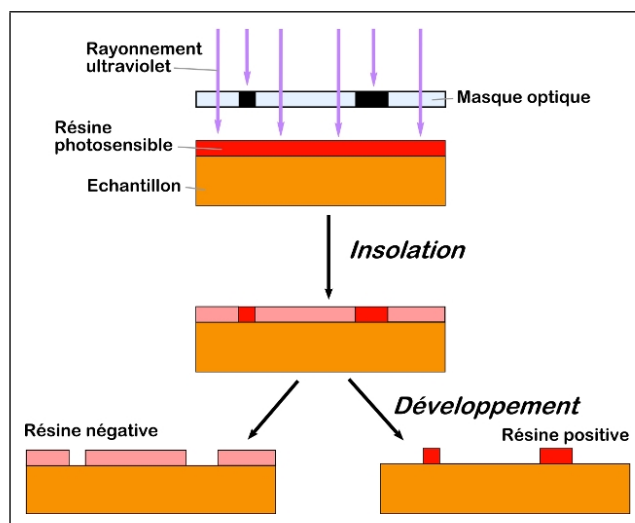 Rayonnement
ultraviolet
Masque optique
Résine
photosensible
Echantillon
Insolation
Développement
Résine négative
Résine positive